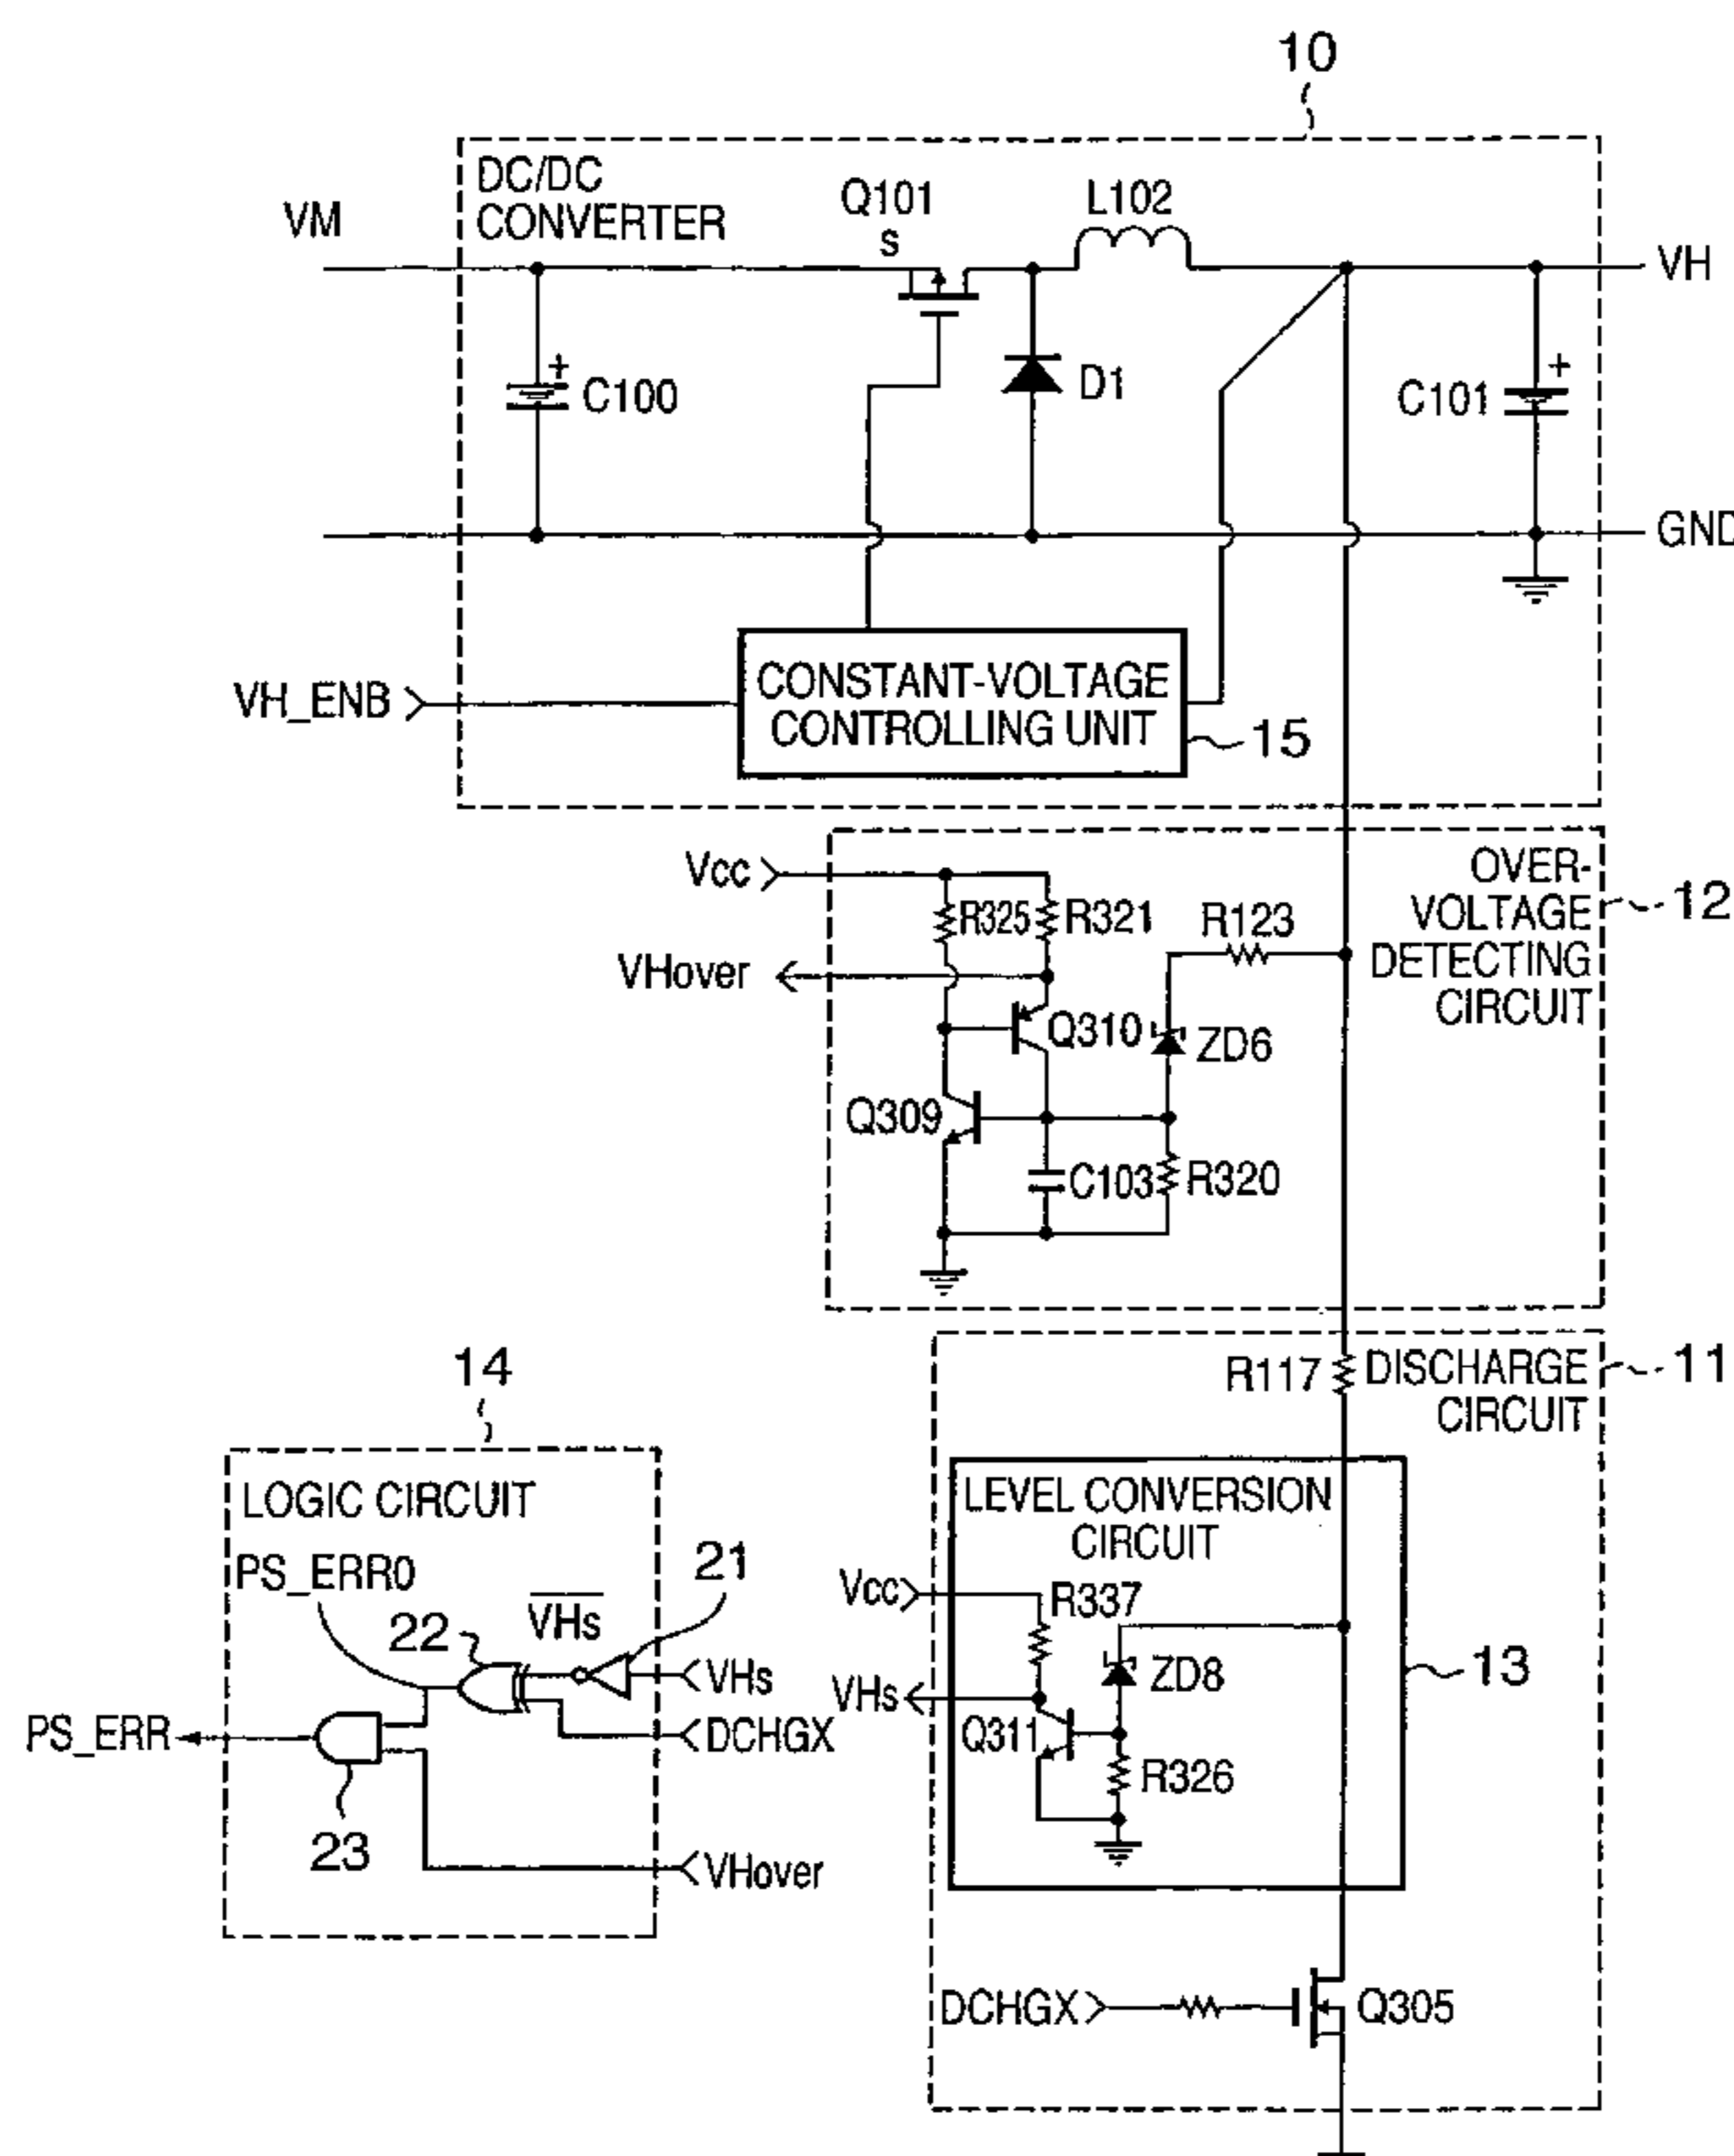 10
DC/DC
CONVERTER
VM
Q101
S
L102
VH
C100
D1
C101
GND
VH_ENB
CONSTANT-VOLTAGE
CONTROLLING UNIT
15
Vcc
R325
R321
R123
OVER-
VOLTAGE
DETECTING
CIRCUIT
12
VHover
Q310
ZD6
Q309
C103
R320
14
R117
DISCHARGE
CIRCUIT
11
LOGIC CIRCUIT
LEVEL CONVERSION
CIRCUIT
PS_ERR0
22
VHs
21
Vcc
R337
VHs
ZD8
13
VHs
PS_ERR
DCHGX
Q311
R326
23
VHover
DCHGX
Q305